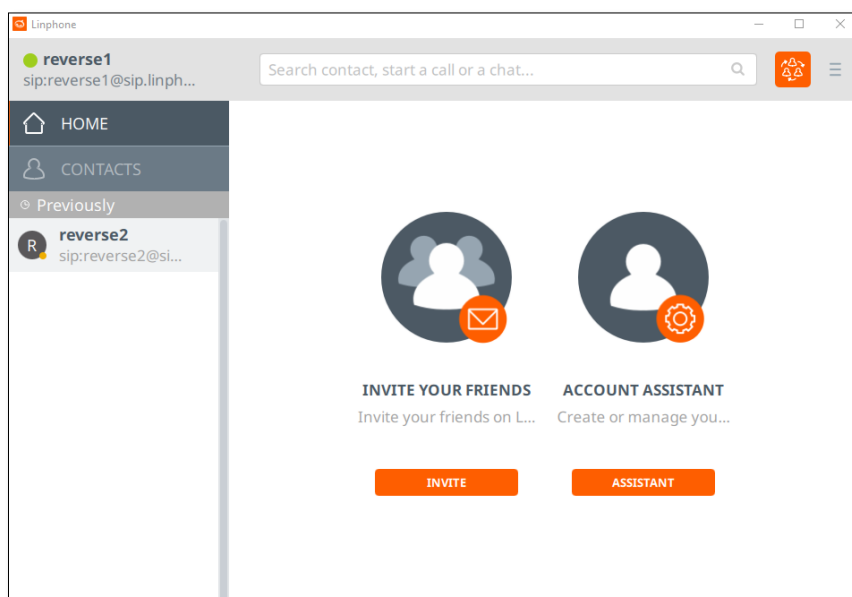 Linphone
reverse1
sip:reverse1@sip.linph...
Search contact, start a call or a chat...
HOME
CONTACTS
Previously
R
reverse2
sip:reverse2@si...
INVITE YOUR FRIENDS
Invite your friends on L...
INVITE
ACCOUNT ASSISTANT
Create or manage you...
ASSISTANT